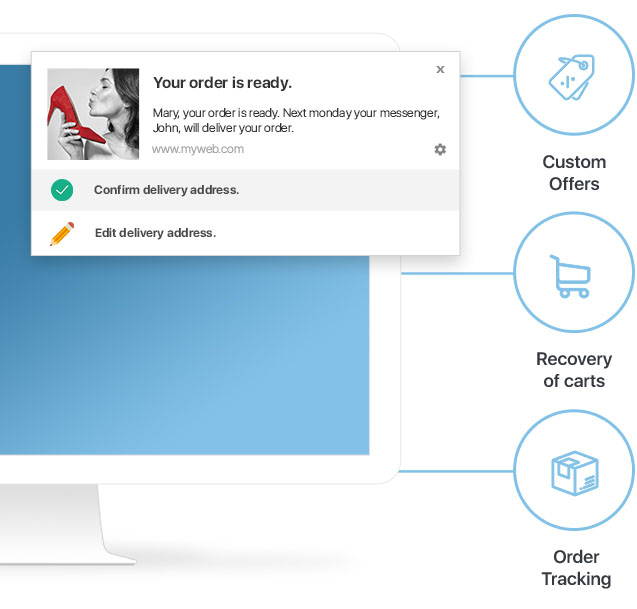 x
Your order is ready.
Mary, your order is ready. Next monday your messenger,
John, will deliver your order.
www.myweb.com
Confirm delivery address.
Edit delivery address.
Custom
Offers
Recovery
of carts
Order
Tracking